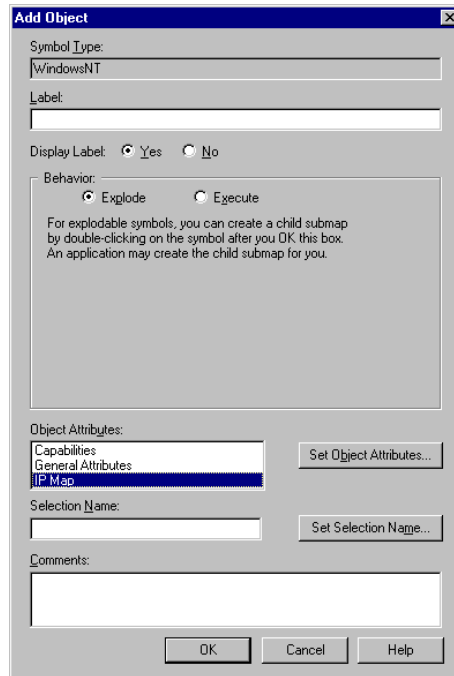 Add Object
Symbol Type:
WindowsNT
Label:
Display Label: Yes No
Behavior:
Explode Execute
For explodable symbols, you can create a child submap
by double-clicking on the symbol after you OK this box.
An application may create the child submap for you.
Object Attributes:
Capabilities
General Attributes
IP Map
Set Object Attributes...
Selection Name:
Set Selection Name...
Comments:
OK Cancel Help